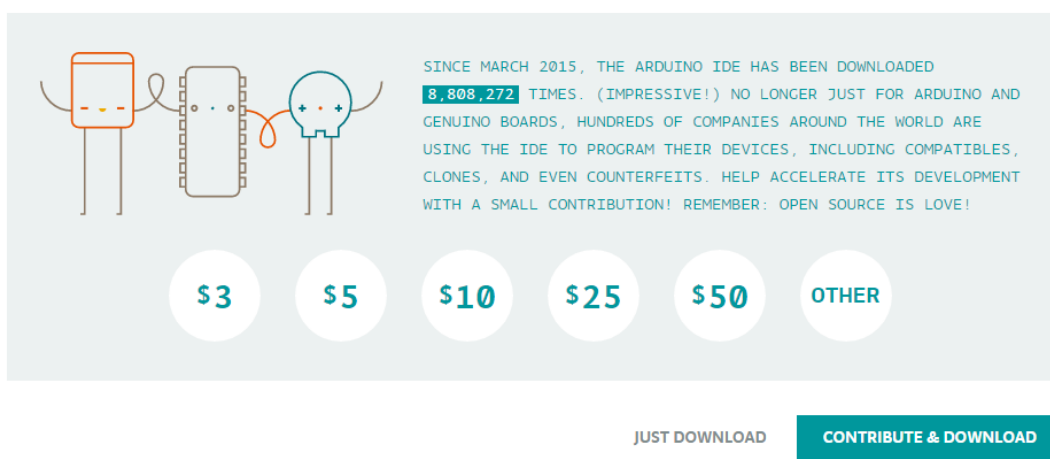 SINCE MARCH 2015, THE ARDUINO IDE HAS BEEN DOWNLOADED
8,808,272 TIMES. (IMPRESSIVE!) NO LONGER JUST FOR ARDUINO AND
GENUINO BOARDS, HUNDREDS OF COMPANIES AROUND THE WORLD ARE
USING THE IDE TO PROGRAM THEIR DEVICES, INCLUDING COMPATIBLES,
CLONES, AND EVEN COUNTERFEITS. HELP ACCELERATE ITS DEVELOPMENT
WITH A SMALL CONTRIBUTION! REMEMBER: OPEN SOURCE IS LOVE!
$3 $5 $10 $25 $50 OTHER
JUST DOWNLOAD CONTRIBUTE & DOWNLOAD